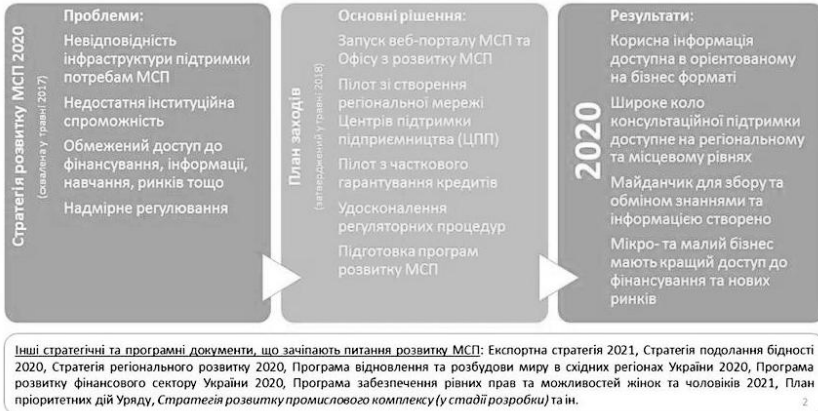 Стратегія розвитку МСП 2020
(схвалена у травні 2017)
Проблеми:
Невідповідність
інфраструктури підтримки
потребам МСП
Недостатня інституційна
спроможність
Обмежений доступ до
фінансування, інформації,
навчання, ринків тощо
Надмірне регулювання
План заходів
(затверджений у травні 2018)
Основні рішення:
Запуск веб-порталу МСП та
Офісу з розвитку МСП
Пілот зі створення
регіональної мережі
Центрів підтримки
підприємництва (ЦПП)
Пілот з часткового
гарантування кредитів
Удосконалення
регуляторних процедур
Підготовка програм
розвитку МСП
2020
Результати:
Корисна інформація
доступна в орієнтованому
на бізнес форматі
Широке коло
консультаційної підтримки
доступне на регіональному
та місцевому рівнях
Майданчик для збору та
обміном знаннями та
інформацією створено
Мікро- та малий бізнес
мають кращий доступ до
фінансування та нових
ринків
Інші стратегічні та програмні документи, що зачіпають питання розвитку МСП: Експортна стратегія 2021, Стратегія подолання бідності
2020, Стратегія регіонального розвитку 2020, Програма відновлення та розбудови миру в східних регіонах України 2020, Програма
розвитку фінансового сектору України 2020, Програма забезпечення рівних прав та можливостей жінок та чоловіків 2021, План
пріоритетних дій Уряду, Стратегія розвитку промислового комплексу (у стадії розробки) та ін.
2